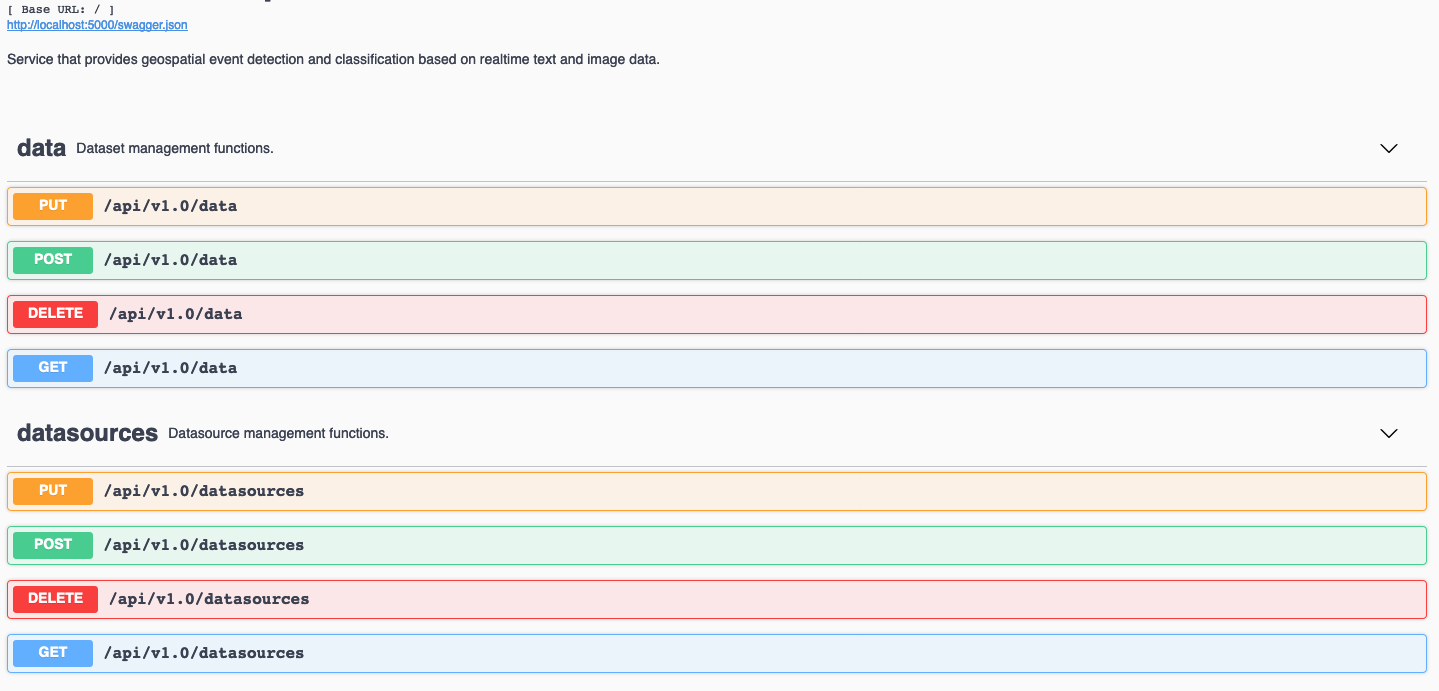 [ Base URL: / ]
http://localhost:5000/swagger.json
Service that provides geospatial event detection and classification based on realtime text and image data.
data Dataset management functions.
PUT /api/v1.0/data
POST /api/v1.0/data
DELETE /api/v1.0/data
GET /api/v1.0/data
datasources Datasource management functions.
PUT /api/v1.0/datasources
POST /api/v1.0/datasources
DELETE /api/v1.0/datasources
GET /api/v1.0/datasources